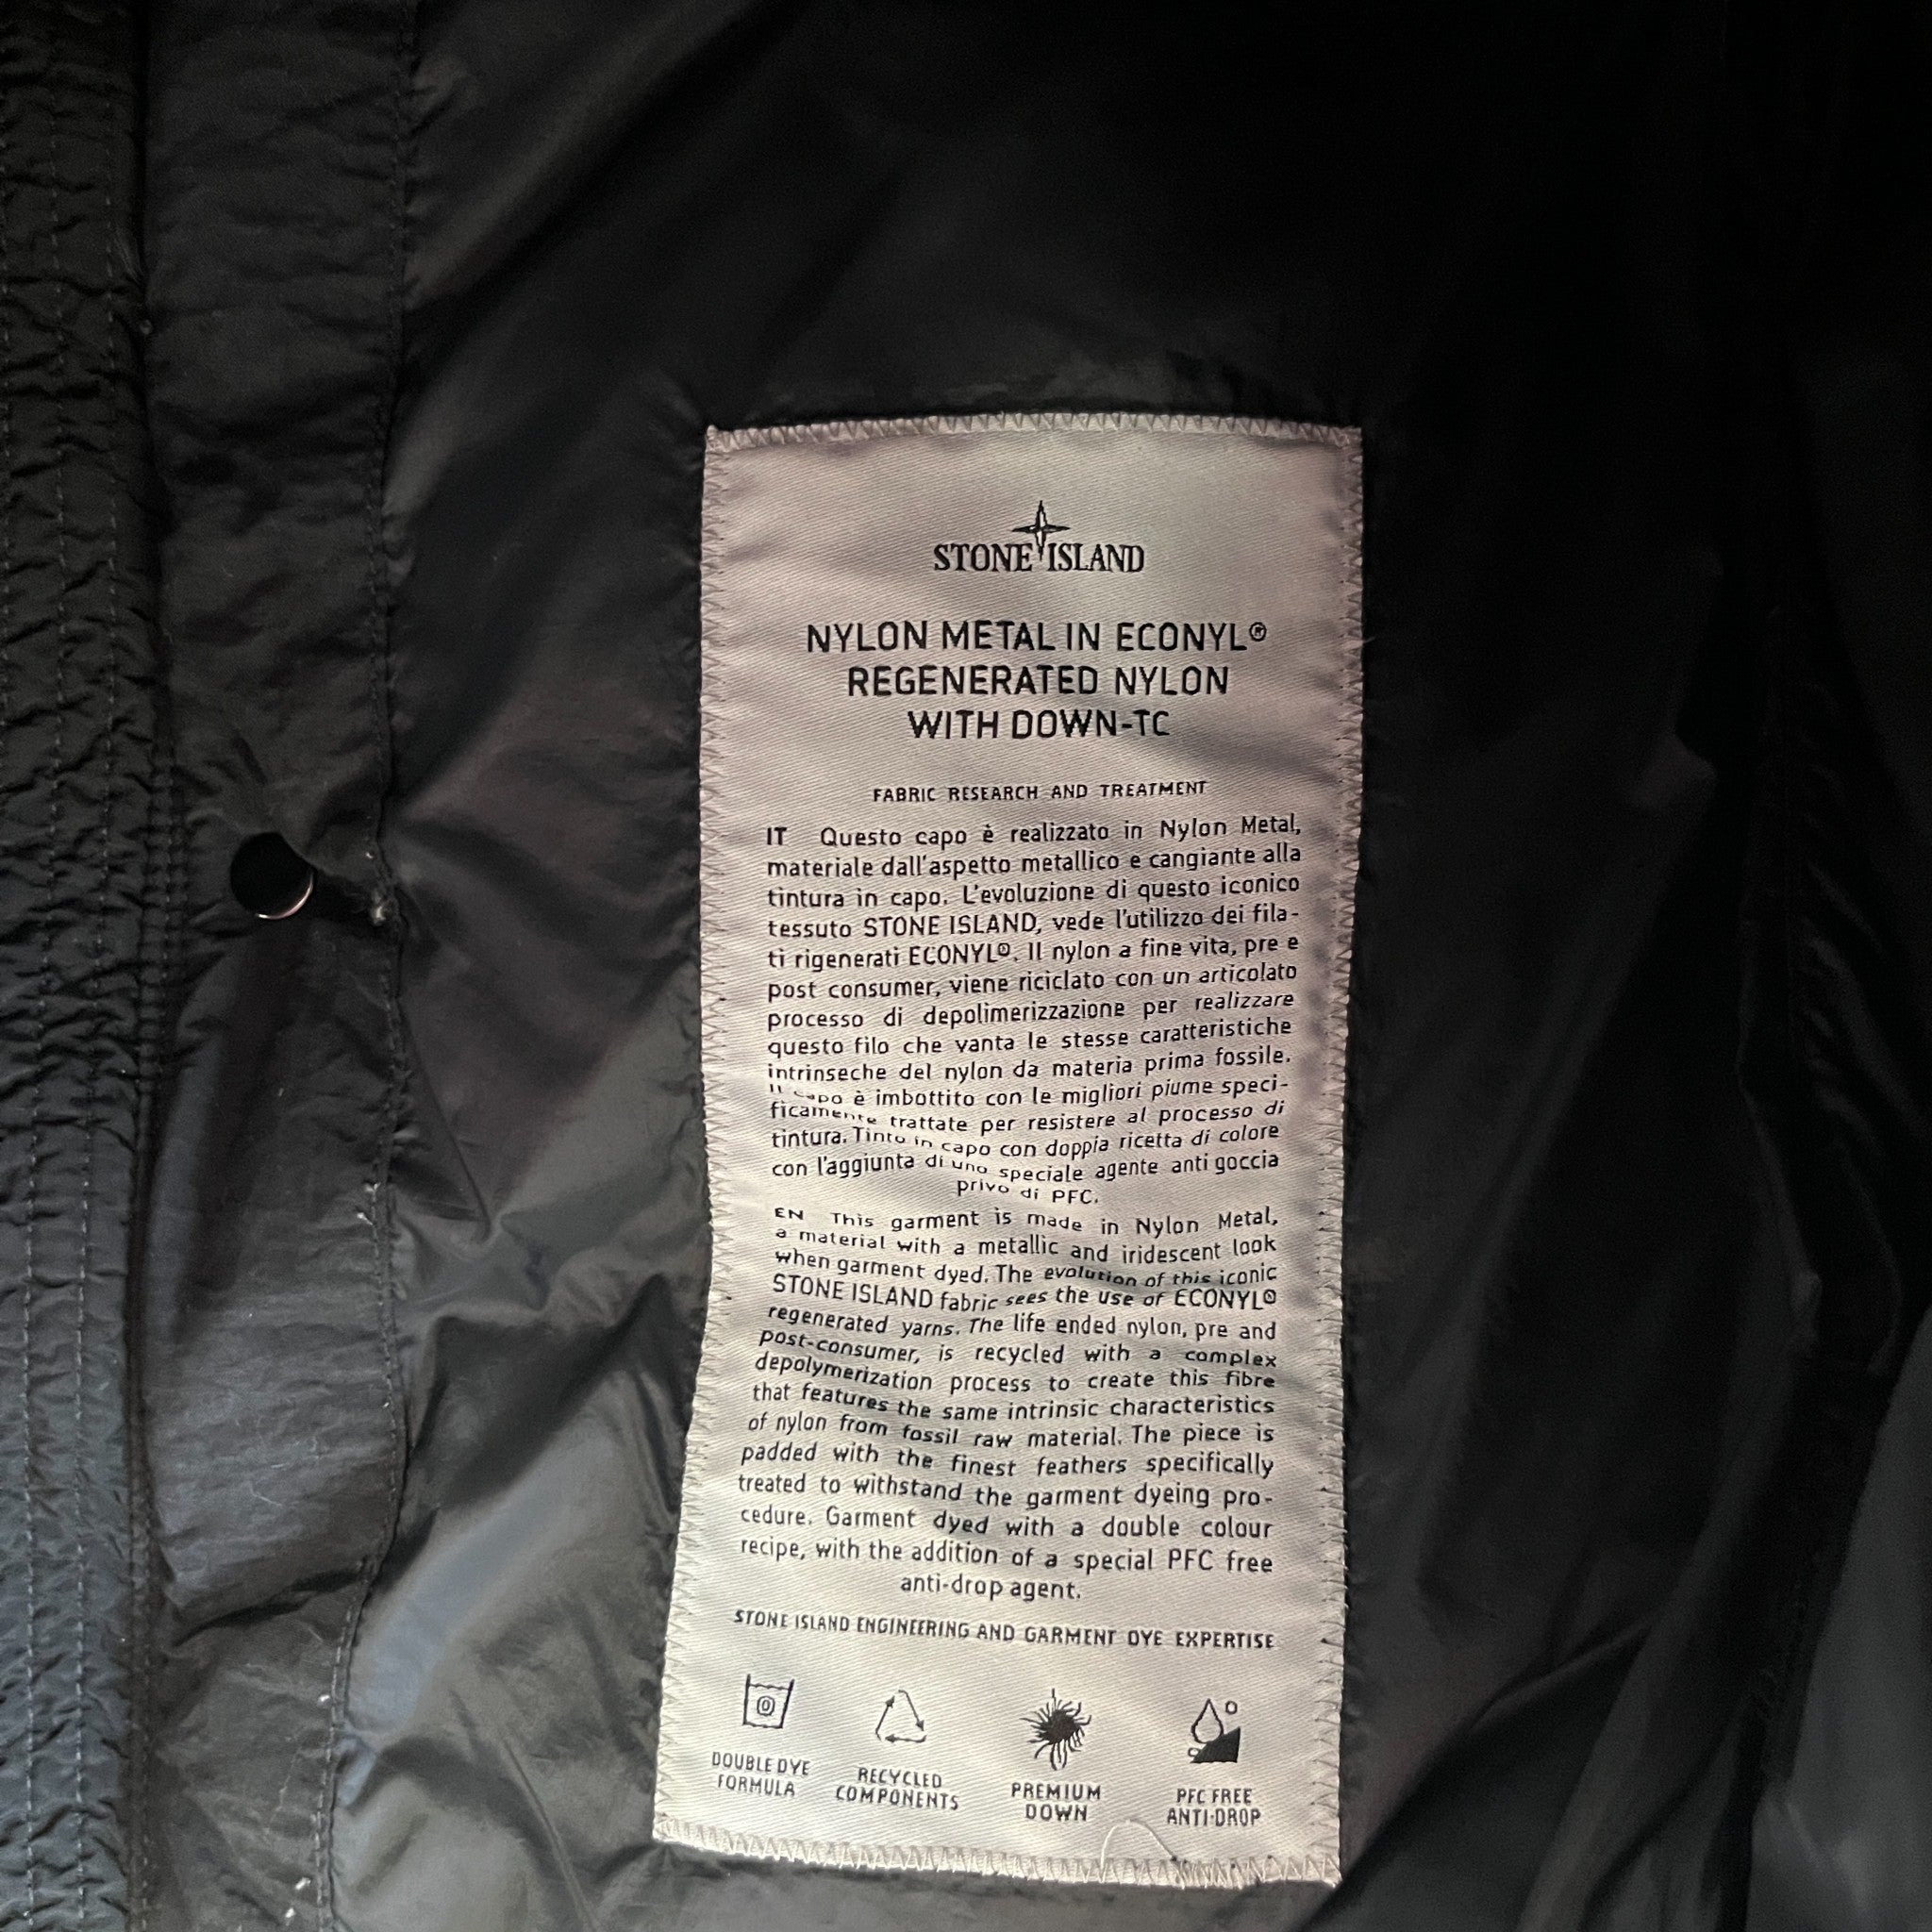 STONE ISLAND
NYLON METAL IN ECONYL®
REGENERATED NYLON
WITH DOWN-TC
FABRIC RESEARCH AND TREATMENT
IT Questo capo è realizzato in Nylon Metal,
materiale dall'aspetto metallico e cangiante alla
tintura in capo. L'evoluzione di questo iconico
tessuto STONE ISLAND, vede l'utilizzo dei fila-
ti rigenerati ECONYL®. Il nylon a fine vita, pre e
post consumer, viene riciclato con un articolato
processo di depolimerizzazione per realizzare
questo filo che vanta le stesse caratteristiche
intrinseche del nylon da materia prima fossile.
Il capo è imbottito con le migliori piume speci-
ficamente trattate per resistere al processo di
tintura. Tinto in capo con doppia ricetta di colore
con l'aggiunta di uno speciale agente anti goccia
privo di PFC.
EN This garment is made in Nylon Metal,
a material with a metallic and iridescent look
when garment dyed. The evolution of this iconic
STONE ISLAND fabric sees the use of ECONYL®
regenerated yarns. The life ended nylon, pre and
post-consumer, is recycled with a complex
depolymerization process to create this fibre
that features the same intrinsic characteristics
of nylon from fossil raw material. The piece is
padded with the finest feathers specifically
treated to withstand the garment dyeing pro-
cedure. Garment dyed with a double colour
recipe, with the addition of a special PFC free
anti-drop agent.
STONE ISLAND ENGINEERING AND GARMENT DYE EXPERTISE
DOUBLE DYE
FORMULA
RECYCLED
COMPONENTS
PREMIUM
DOWN
PFC FREE
ANTI-DROP